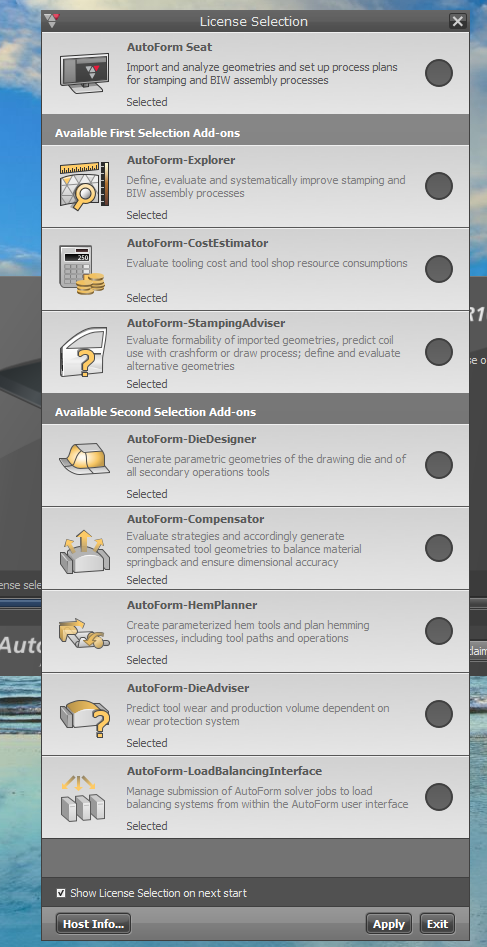 License Selection
AutoForm Seat
Import and analyze geometries and set up process plans
for stamping and BIW assembly processes
Selected
Available First Selection Add-ons
AutoForm-Explorer
Define, evaluate and systematically improve stamping and
BIW assembly processes
Selected
AutoForm-CostEstimator
Evaluate tooling cost and tool shop resource consumptions
250
Selected
R1
AutoForm-StampingAdviser
Evaluate formability of imported geometries, predict coil
use with crashform or draw process; define and evaluate
alternative geometries
se o
Selected
Available Second Selection Add-ons
AutoForm-DieDesigner
Generate parametric geometries of the drawing die and of
all secondary operations tools
Selected
AutoForm-Compensator
Evaluate strategies and accordingly generate
compensated tool geometries to balance material
springback and ensure dimensional accuracy
Selected
ense sele
AutoForm-HemPlanner
Create parameterized hem tools and plan hemming
processes, including tool paths and operations
Selected
Auto
claim
AutoForm-DieAdviser
Predict tool wear and production volume dependent on
wear protection system
Selected
AutoForm-LoadBalancingInterface
Manage submission of AutoForm solver jobs to load
balancing systems from within the AutoForm user interface
Selected
Show License Selection on next start
Host Info... Apply Exit